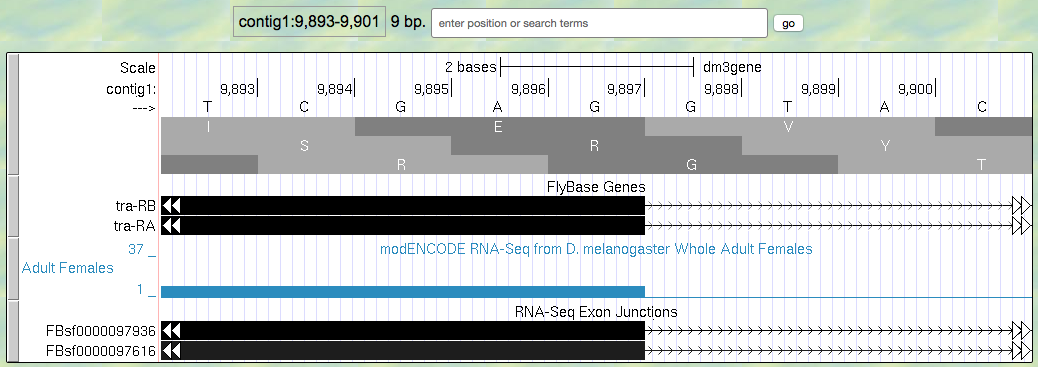 contig1:9,893-9,901 9 bp. enter position or search terms go
Scale 2 bases dm3gene
contig1: 9,893 9,894 9,895 9,896 9,897 9,898 9,899 9,900
---> T C G A G G T A C
I E V
S R Y
R G T
FlyBase Genes
tra-RB
tra-RA
37 _ modENCODE RNA-Seq from D. melanogaster Whole Adult Females
Adult Females
1 _
RNA-Seq Exon Junctions
FBsf0000097936
FBsf0000097616